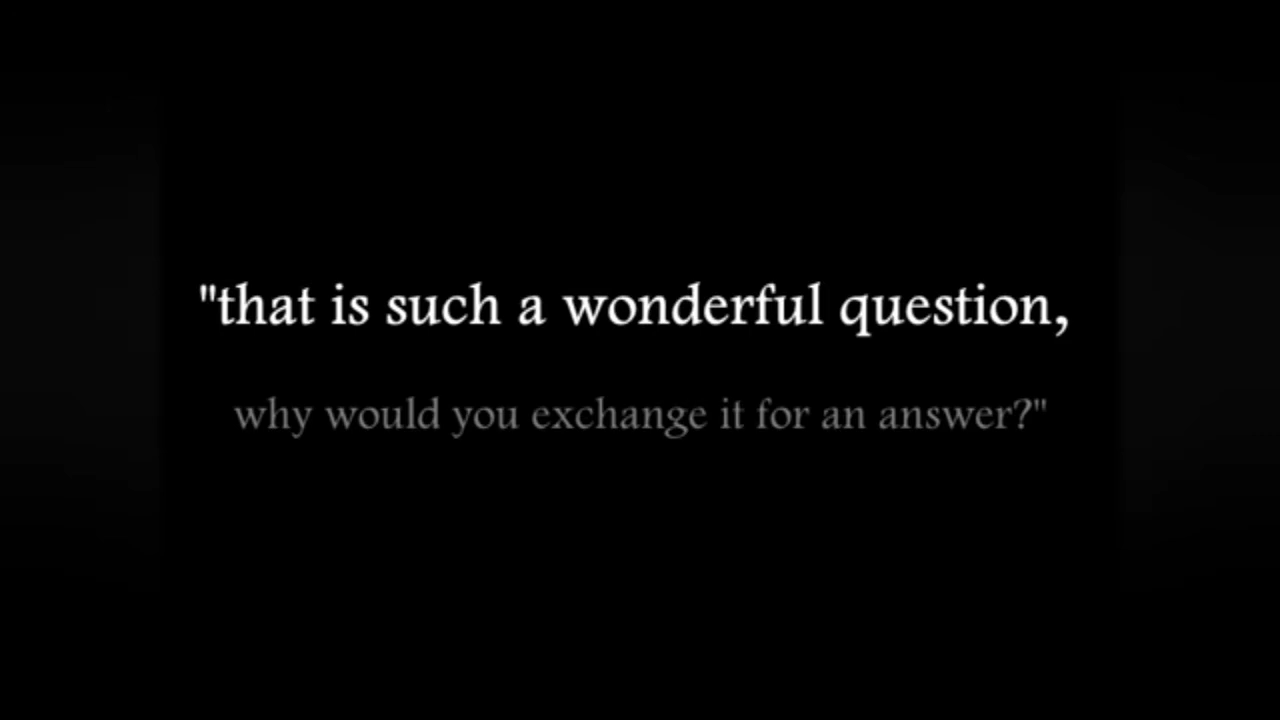 "that is such a wonderful question,
why would you exchange it for an answer?"